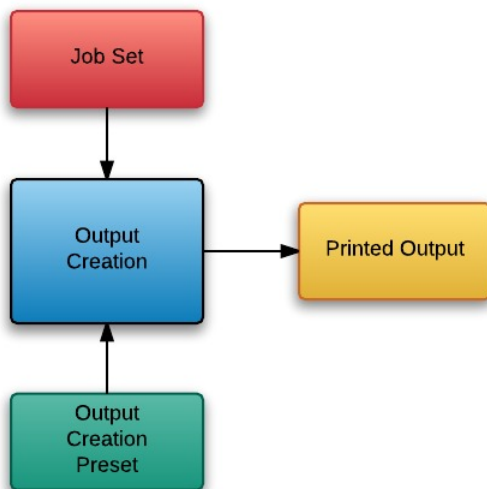 Job Set
Output
Creation
Printed Output
Output
Creation
Preset